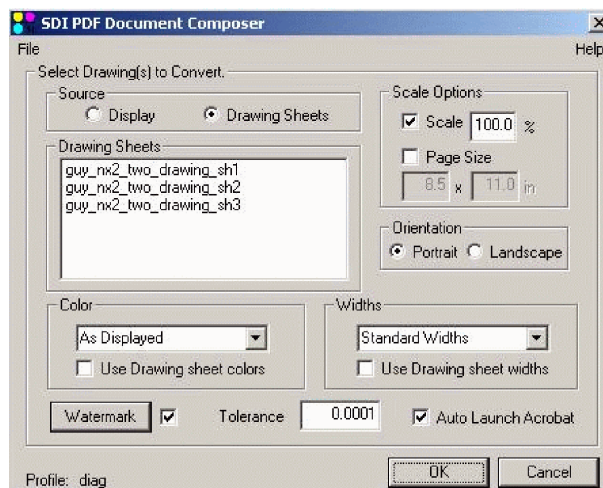 SDI PDF Document Composer
File Help
Select Drawing(s) to Convert.
Source
Display Drawing Sheets
Drawing Sheets
guy_nx2_two_drawing_sh1
guy_nx2_two_drawing_sh2
guy_nx2_two_drawing_sh3
Scale Options
Scale 100.0 %
Page Size
8.5 x 11.0 in
Orientation
Portrait Landscape
Color
As Displayed
Use Drawing sheet colors
Widths
Standard Widths
Use Drawing sheet widths
Watermark Tolerance 0.0001 Auto Launch Acrobat
Profile: diag OK Cancel